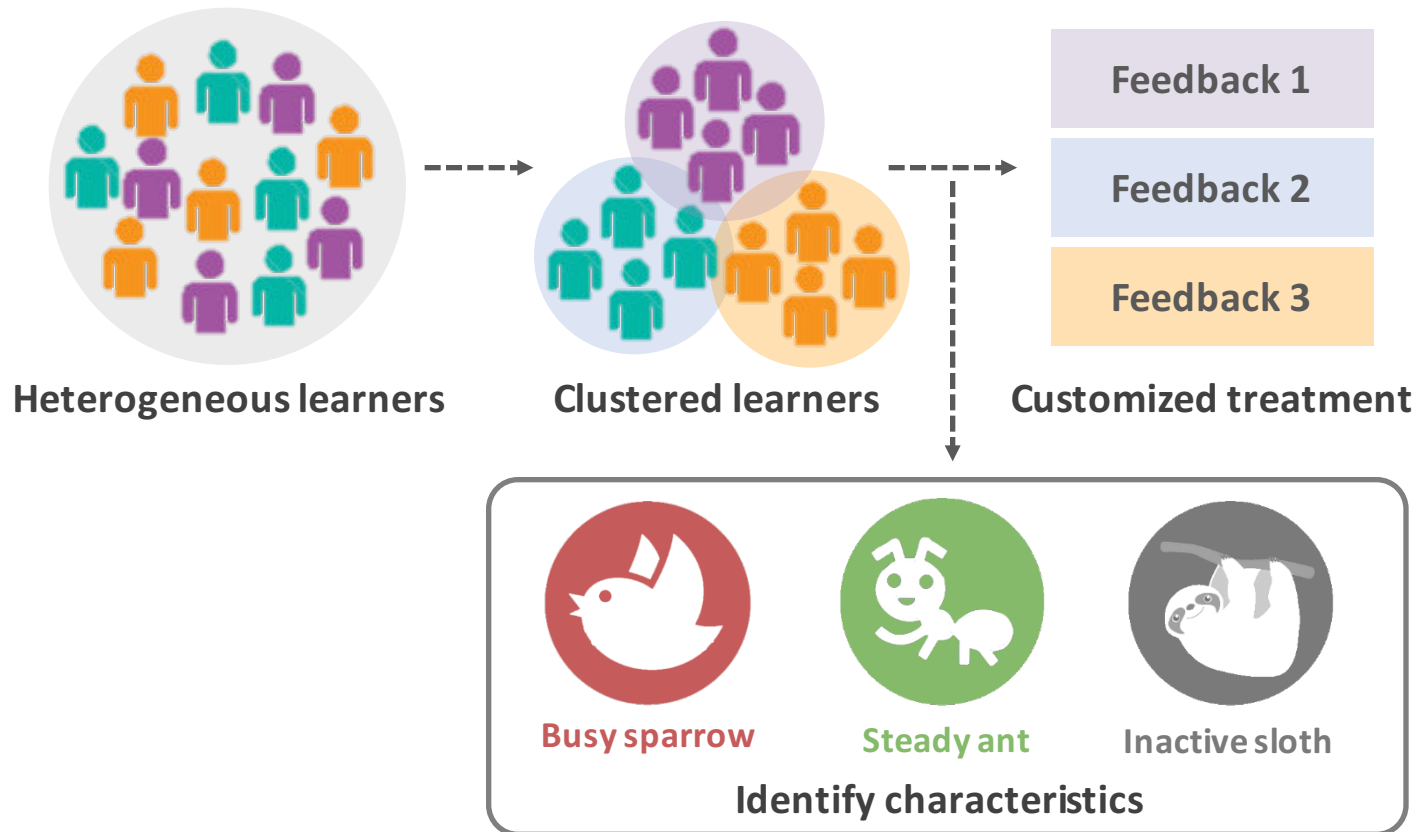 Feedback 1
Feedback 2
Feedback 3
Heterogeneous learners
Clustered learners
Customized treatment
Busy sparrow
Steady ant
Inactive sloth
Identify characteristics